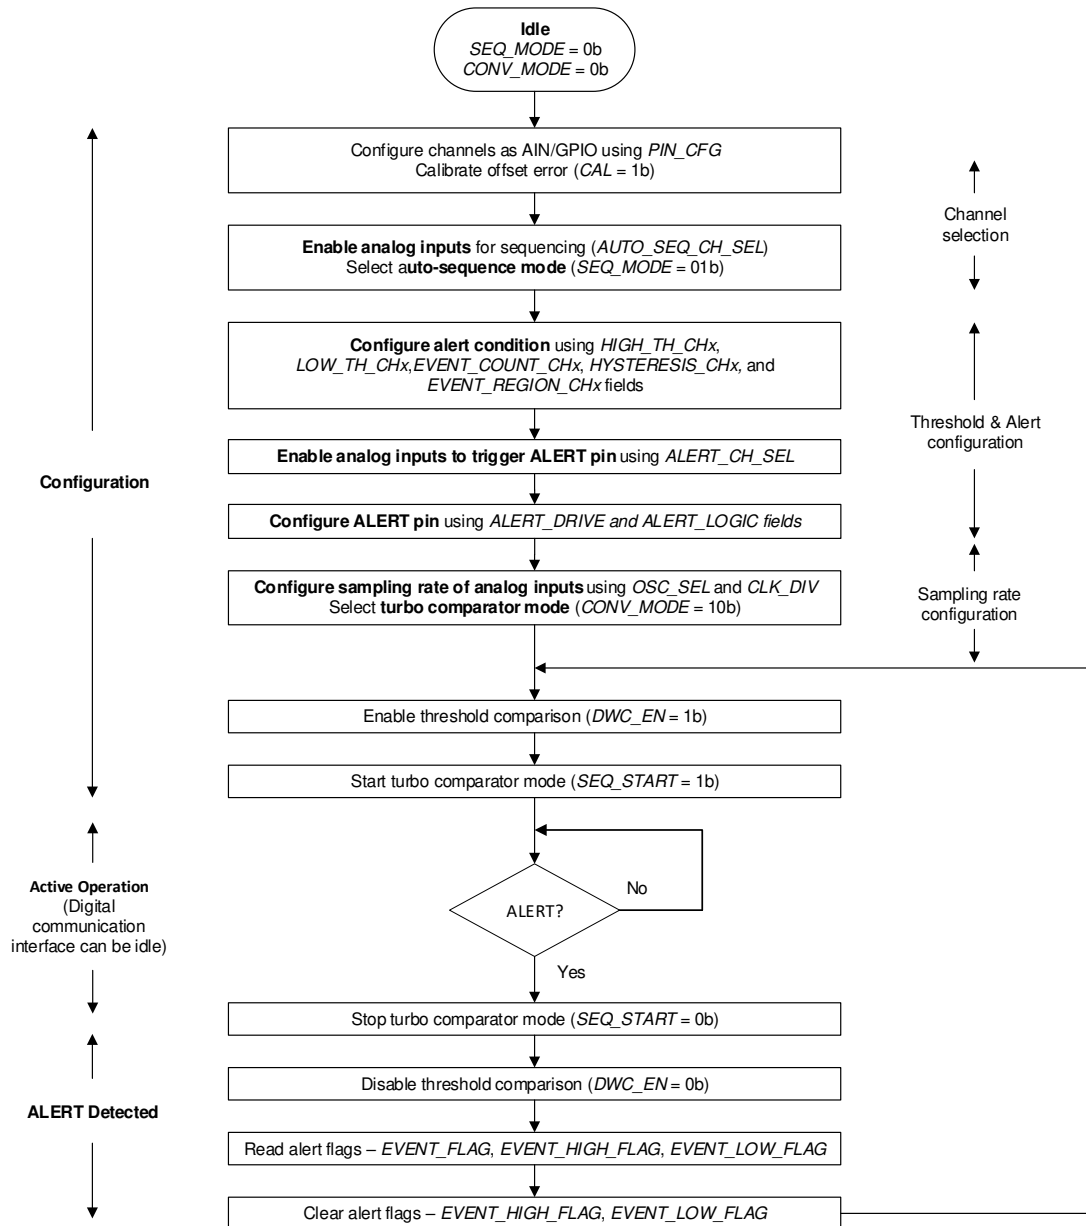 Idle
SEQ_MODE = 0b
CONV_MODE = 0b
Configure channels as AIN/GPIO using PIN_CFG
Calibrate offset error (CAL = 1b)
Channel
selection
Enable analog inputs for sequencing (AUTO_SEQ_CH_SEL)
Select auto-sequence mode (SEQ_MODE = 01b)
Configure alert condition using HIGH_TH_CHx,
LOW_TH_CHx,EVENT_COUNT_CHx, HYSTERESIS_CHx, and
EVENT_REGION_CHx fields
Threshold & Alert
configuration
Enable analog inputs to trigger ALERT pin using ALERT_CH_SEL
Configuration
Configure ALERT pin using ALERT_DRIVE and ALERT_LOGIC fields
Configure sampling rate of analog inputs using OSC_SEL and CLK_DIV
Select turbo comparator mode (CONV_MODE = 10b)
Sampling rate
configuration
Enable threshold comparison (DWC_EN = 1b)
Start turbo comparator mode (SEQ_START = 1b)
Active Operation
(Digital
communication
interface can be idle)
ALERT?
No
Yes
Stop turbo comparator mode (SEQ_START = 0b)
Disable threshold comparison (DWC_EN = 0b)
ALERT Detected
Read alert flags – EVENT_FLAG, EVENT_HIGH_FLAG, EVENT_LOW_FLAG
Clear alert flags – EVENT_HIGH_FLAG, EVENT_LOW_FLAG